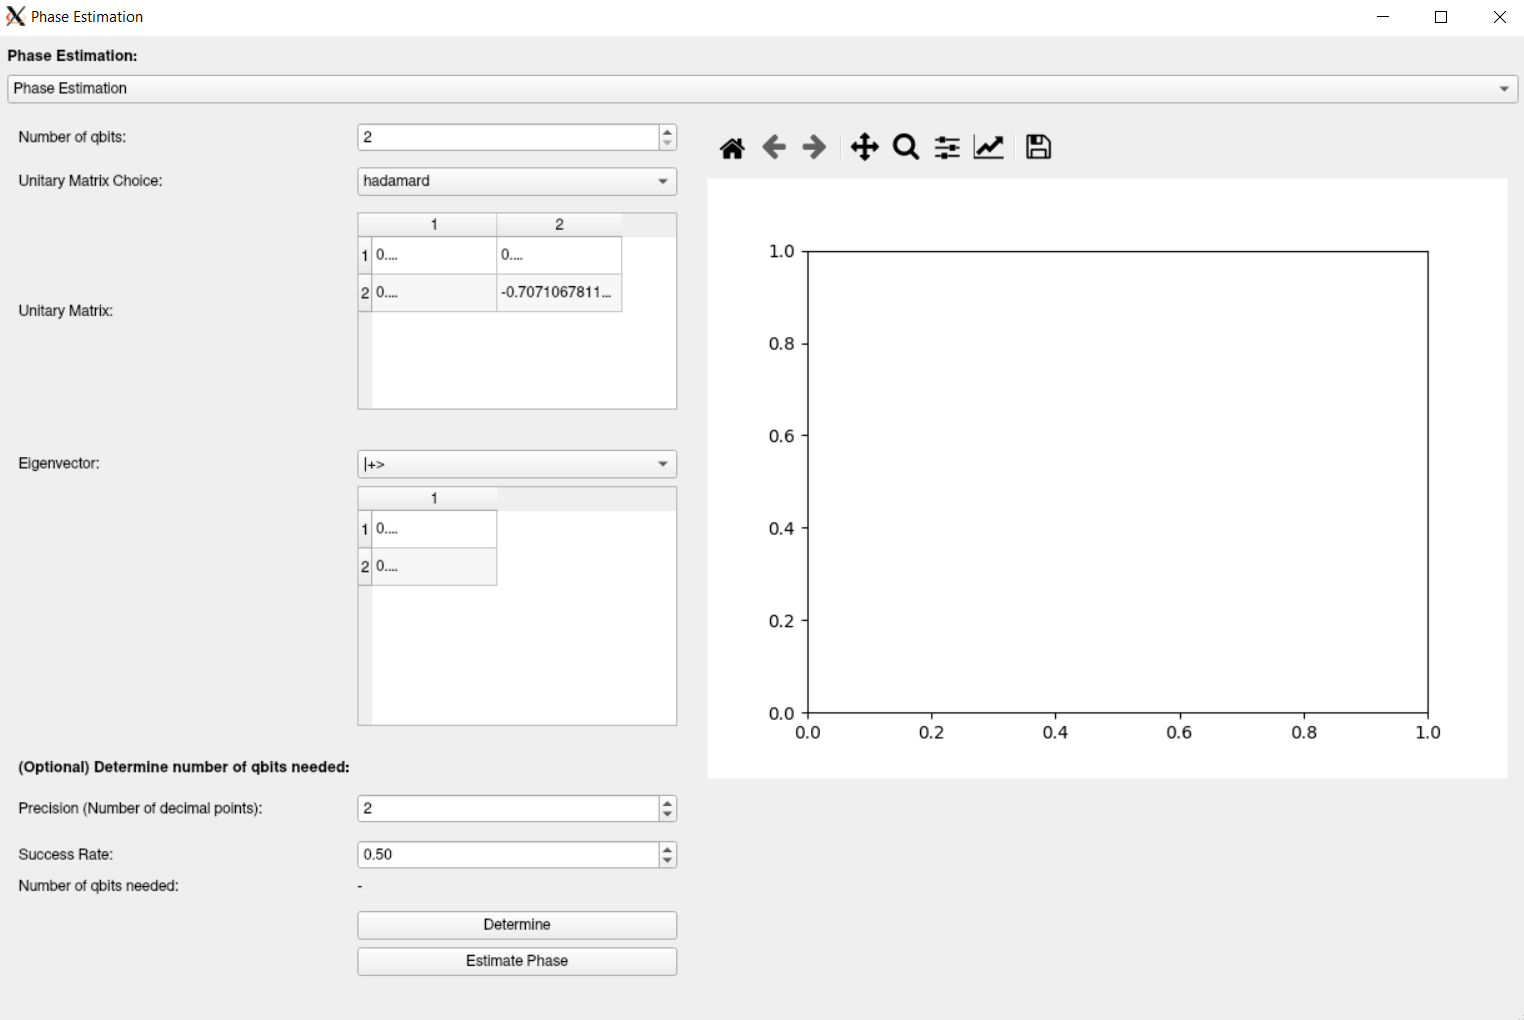 Phase Estimation
Phase Estimation:
Phase Estimation
Number of qbits:
2
Unitary Matrix Choice:
hadamard
Unitary Matrix:
1 2
1 0.... 0....
2 0.... -0.7071067811...
Eigenvector:
|+>
1
1 0....
2 0....
(Optional) Determine number of qbits needed:
Precision (Number of decimal points):
2
Success Rate:
0.50
Number of qbits needed:
-
Determine
Estimate Phase
1.0
0.8
0.6
0.4
0.2
0.0
0.0 0.2 0.4 0.6 0.8 1.0